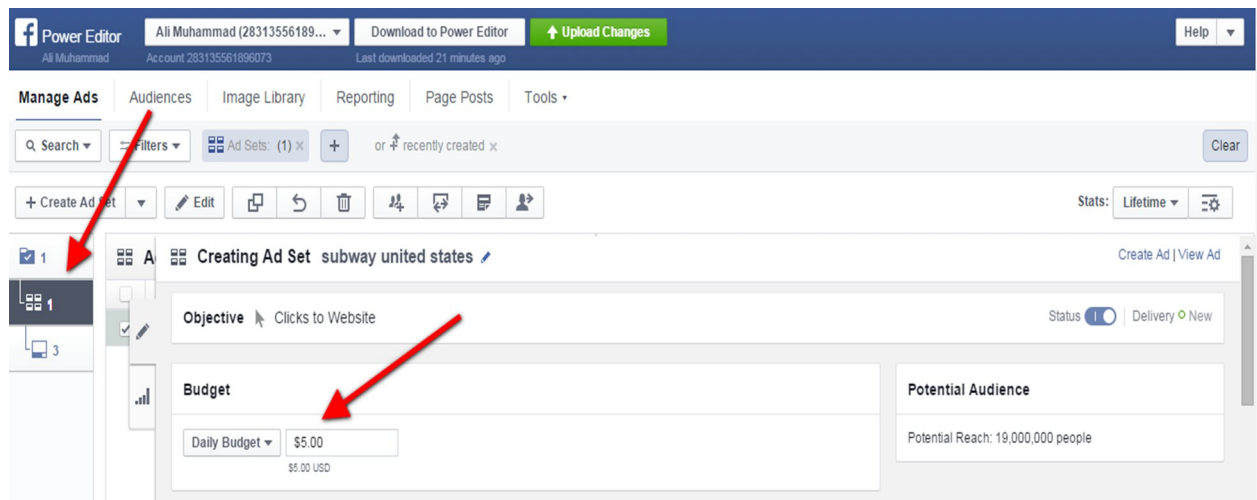 Power Editor
Ali Muhammad (28313556189...
Download to Power Editor
Upload Changes
Help
Ali Muhammad
Account 283135561896073
Last downloaded 21 minutes ago
Manage Ads Audiences Image Library Reporting Page Posts Tools
Search Filters Ad Sets: (1) × + or recently created ×
Clear
+ Create Ad Set Edit
Stats: Lifetime
1 A Creating Ad Set subway united states
Create Ad | View Ad
1
Objective Clicks to Website
Status Delivery New
3
Budget
Potential Audience
Daily Budget $5.00
Potential Reach: 19,000,000 people
$5.00 USD